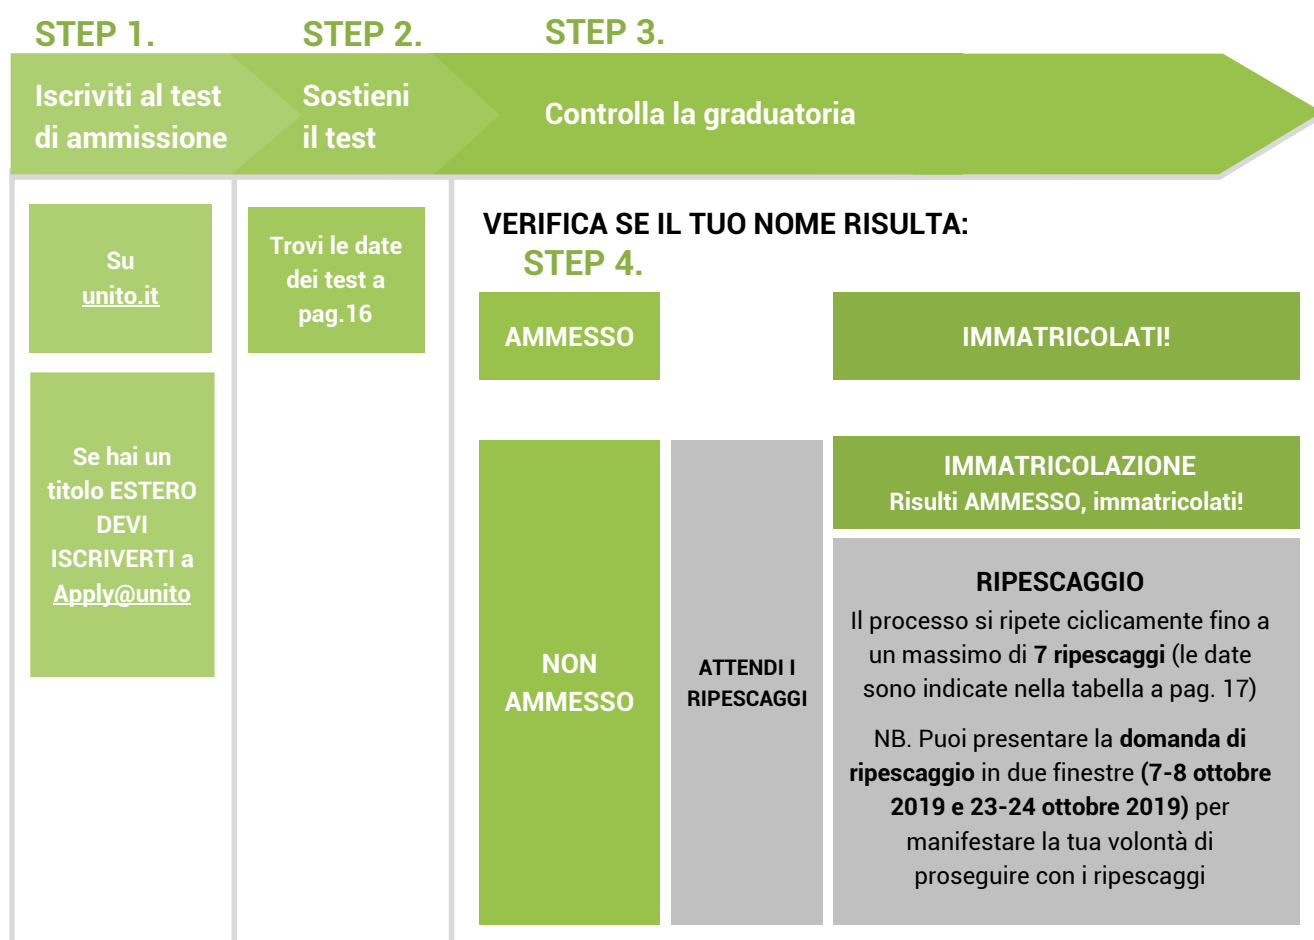 STEP 1.
STEP 2.
STEP 3.
Iscriviti al test
di ammissione
Sostieni
il test
Controlla la graduatoria
Su
unito.it
Se hai un
titolo ESTERO
DEVI
ISCRIVERTI a
Apply@unito
Trovi le date
dei test a
pag.16
VERIFICA SE IL TUO NOME RISULTA:
STEP 4.
AMMESSO
IMMATRICOLATI!
NON
AMMESSO
ATTENDI I
RIPESCAGGI
IMMATRICOLAZIONE
Risulti AMMESSO, immatricolati!
RIPESCAGGIO
Il processo si ripete ciclicamente fino a
un massimo di 7 ripescaggi (le date
sono indicate nella tabella a pag. 17)
NB. Puoi presentare la domanda di
ripescaggio in due finestre (7-8 ottobre
2019 e 23-24 ottobre 2019) per
manifestare la tua volontà di
proseguire con i ripescaggi